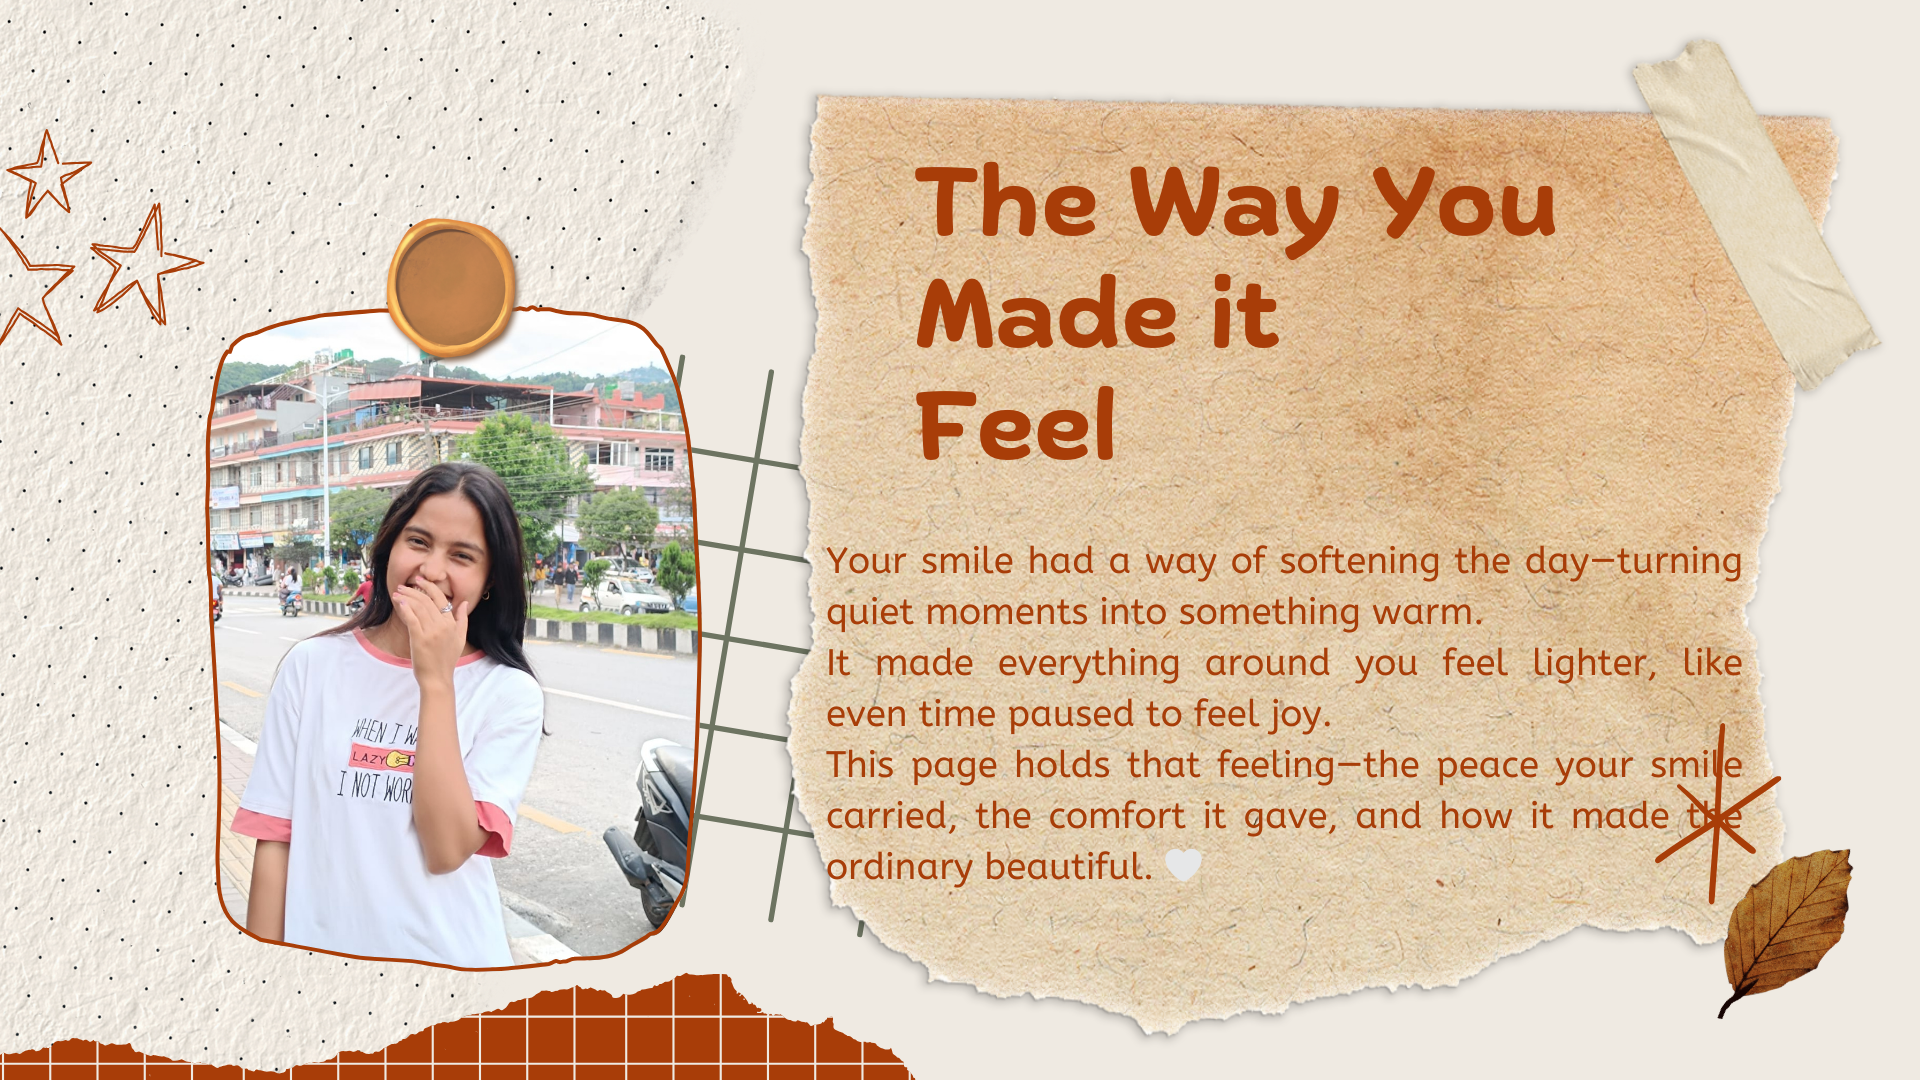 The Way You
Made it
Feel
Your smile had a way of softening the day—turning
quiet moments into something warm.
It made everything around you feel lighter, like
even time paused to feel joy.
This page holds that feeling—the peace your smile
carried, the comfort it gave, and how it made the
ordinary beautiful. 🤍
WHEN I
LAZY
I NOT